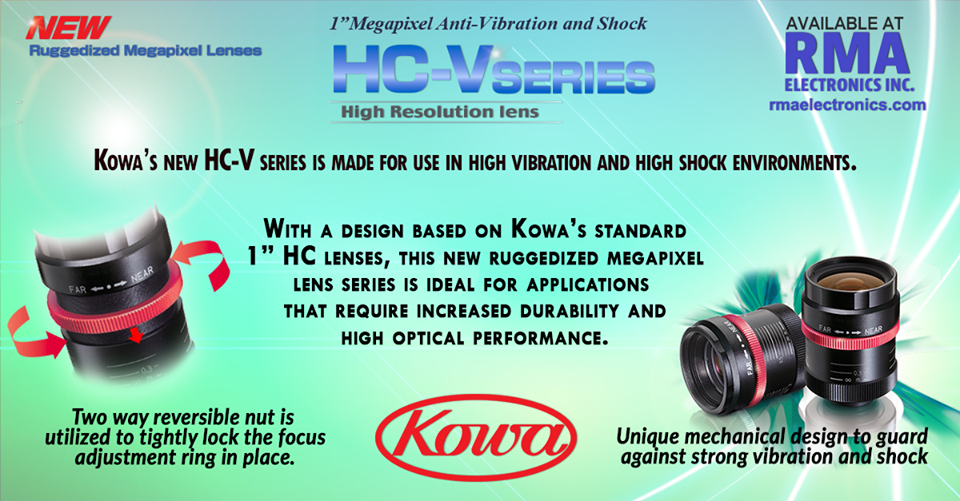 NEW
Ruggedized Megapixel Lenses
1”Megapixel Anti-Vibration and Shock
HC-V SERIES
High Resolution lens
AVAILABLE AT
RMA
ELECTRONICS INC.
rmaelectronics.com
KOWA’S NEW HC-V SERIES IS MADE FOR USE IN HIGH VIBRATION AND HIGH SHOCK ENVIRONMENTS.
WITH A DESIGN BASED ON KOWA’S STANDARD
1” HC LENSES, THIS NEW RUGGEDIZED MEGAPIXEL
LENS SERIES IS IDEAL FOR APPLICATIONS
THAT REQUIRE INCREASED DURABILITY AND
HIGH OPTICAL PERFORMANCE.
FAR ← • → NEAR
FAR ← • → NEAR
FAR ← • → NEAR
Two way reversible nut is
utilized to tightly lock the focus
adjustment ring in place.
Kowa
Unique mechanical design to guard
against strong vibration and shock